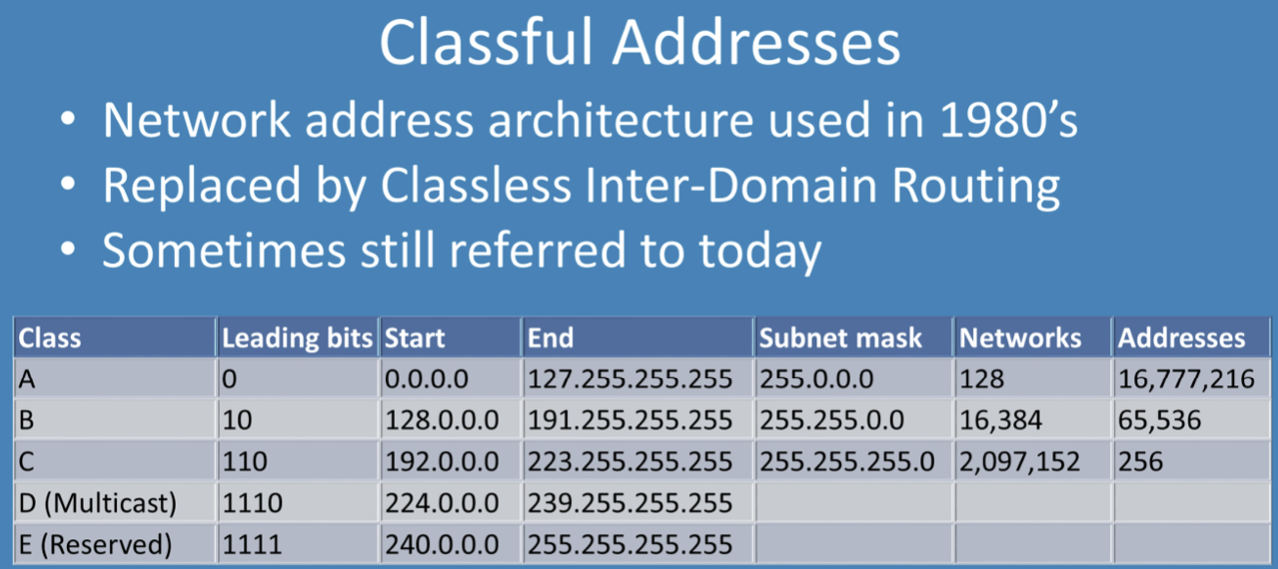 Classful Addresses
• Network address architecture used in 1980’s
• Replaced by Classless Inter-Domain Routing
• Sometimes still referred to today
Class Leading bits Start End Subnet mask Networks Addresses
A 0 0.0.0.0 127.255.255.255 255.0.0.0 128 16,777,216
B 10 128.0.0.0 191.255.255.255 255.255.0.0 16,384 65,536
C 110 192.0.0.0 223.255.255.255 255.255.255.0 2,097,152 256
D (Multicast) 1110 224.0.0.0 239.255.255.255
E (Reserved) 1111 240.0.0.0 255.255.255.255